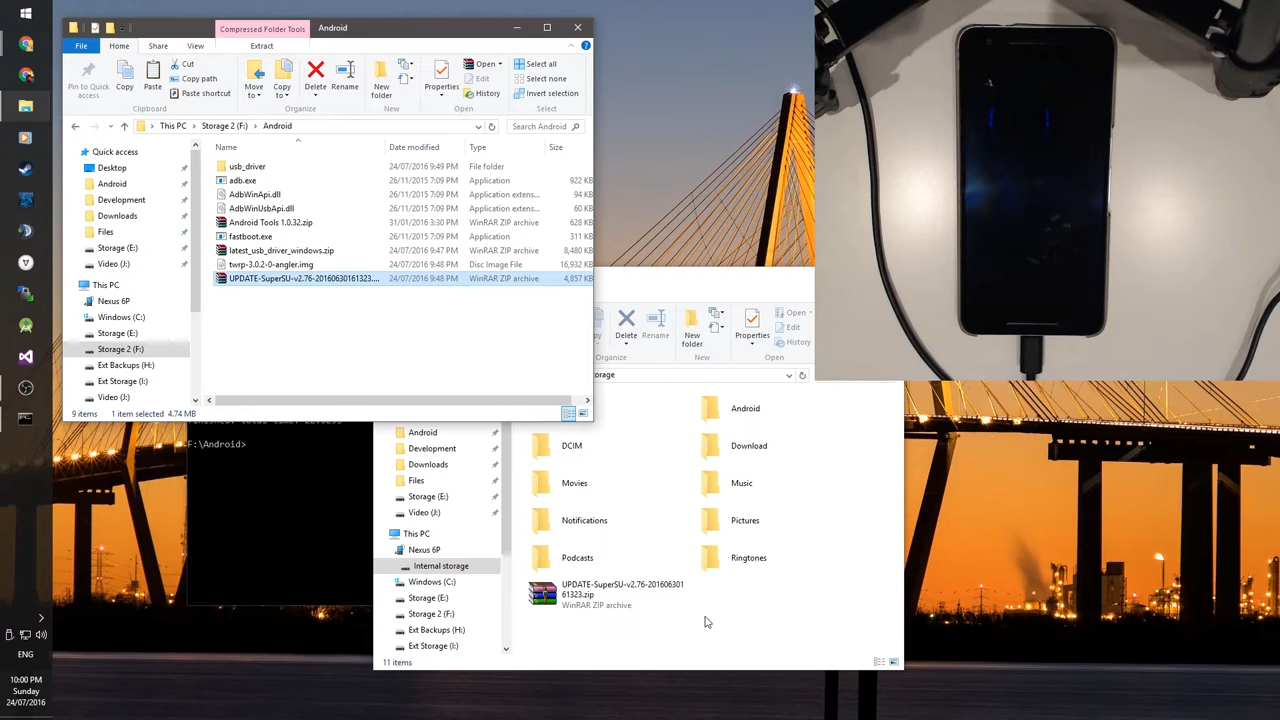 Compressed Folder Tools
Android
File
Home
Share
View
Extract
Pin to Quick access
Copy
Paste
Cut
Copy path
Paste shortcut
Clipboard
Move to
Copy to
Delete
Rename
Organize
New folder
New
Properties
Open
Edit
History
Open
Select all
Select none
Invert selection
Select
This PC
Storage 2 (F:)
Android
Search Android
Name
Date modified
Type
Size
usb_driver 24/07/2016 9:49 PM File folder
adb.exe 26/11/2015 7:09 PM Application 922 KB
AdbWinApi.dll 26/11/2015 7:09 PM Application extens... 94 KB
AdbWinUsbApi.dll 26/11/2015 7:09 PM Application extens... 60 KB
Android Tools 1.0.32.zip 31/01/2016 3:30 PM WinRAR ZIP archive 628 KB
fastboot.exe 26/11/2015 7:09 PM Application 311 KB
latest_usb_driver_windows.zip 24/07/2016 9:47 PM WinRAR ZIP archive 8,480 KB
twrp-3.0.2-0-angler.img 24/07/2016 9:48 PM Disc Image File 16,932 KB
UPDATE-SuperSU-v2.76-20160630161323.... 24/07/2016 9:48 PM WinRAR ZIP archive 4,857 KB
Quick access
Desktop
Android
Development
Downloads
Files
Storage (E:)
Video (J:)
This PC
Nexus 6P
Windows (C:)
Storage (E:)
Storage 2 (F:)
Ext Backups (H:)
Ext Storage (I:)
Video (J:)
9 items 1 item selected 4.74 MB
F:\Android>
Delete
Rename
Organize
New folder
New
Properties
Open
Edit
History
Open
Android
Development
Downloads
Files
Storage (E:)
Video (J:)
This PC
Nexus 6P
Internal storage
Windows (C:)
Storage (E:)
Storage 2 (F:)
Ext Backups (H:)
Ext Storage (I:)
Android
DCIM
Download
Movies
Music
Notifications
Pictures
Podcasts
Ringtones
UPDATE-SuperSU-v2.76-201606301
61323.zip
WinRAR ZIP archive
11 items
ENG
10:00 PM
Sunday
24/07/2016